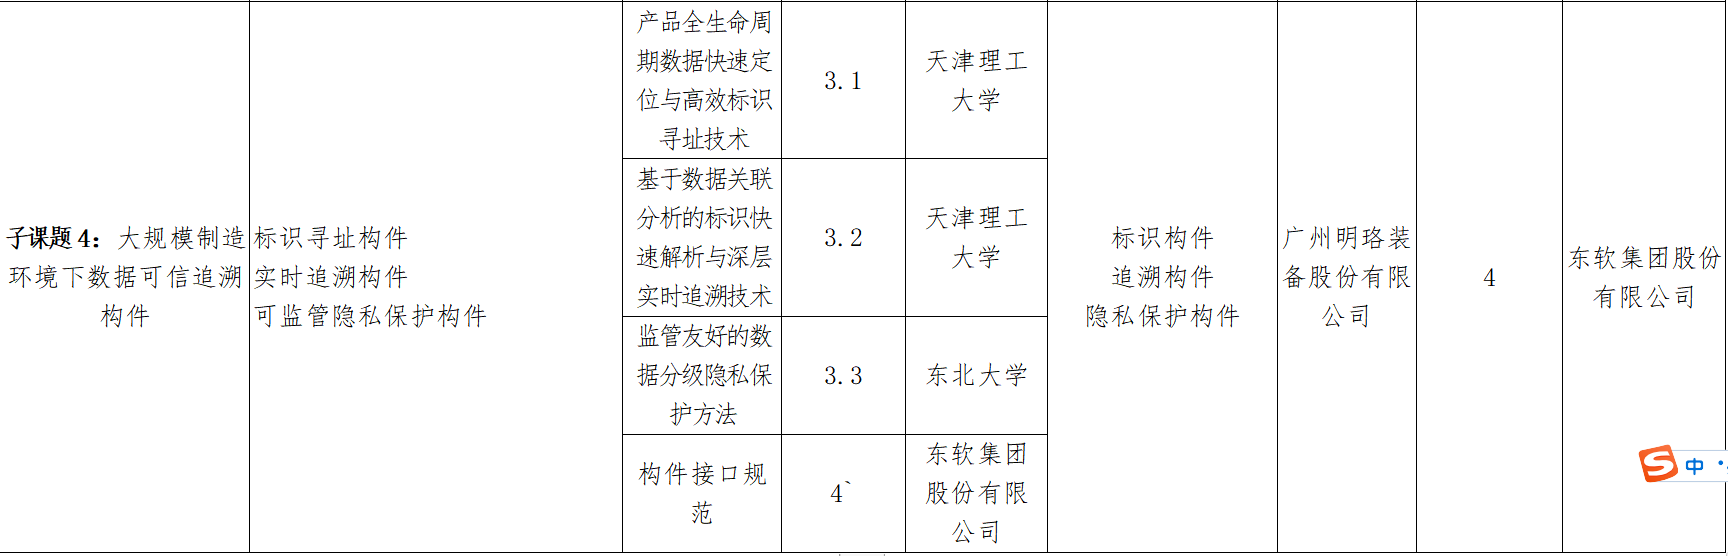 子课题 4：大规模制造
环境下数据可信追溯
构件
标识寻址构件
实时追溯构件
可监管隐私保护构件
产品全生命周
期数据快速定
位与高效标识
寻址技术
3.1
天津理工
大学
基于数据关联
分析的标识快
速解析与深层
实时追溯技术
3.2
天津理工
大学
监管友好的数
据分级隐私保
护方法
3.3
东北大学
构件接口规
范
4`
东软集团
股份有限
公司
标识构件
追溯构件
隐私保护构件
广州明珞装
备股份有限
公司
4
东软集团股份
有限公司
中